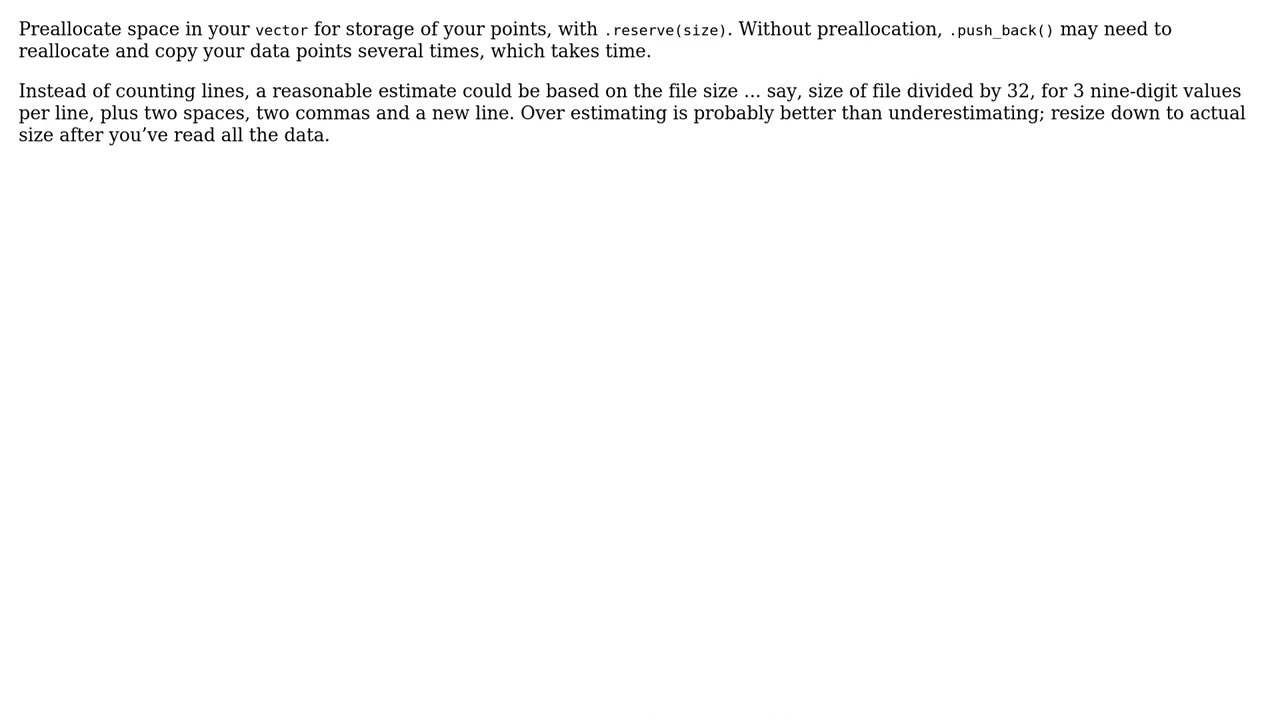 Preallocate space in your vector for storage of your points, with .reserve(size). Without preallocation, .push_back() may need to
reallocate and copy your data points several times, which takes time.
Instead of counting lines, a reasonable estimate could be based on the file size ... say, size of file divided by 32, for 3 nine-digit values
per line, plus two spaces, two commas and a new line. Over estimating is probably better than underestimating; resize down to actual
size after you’ve read all the data.